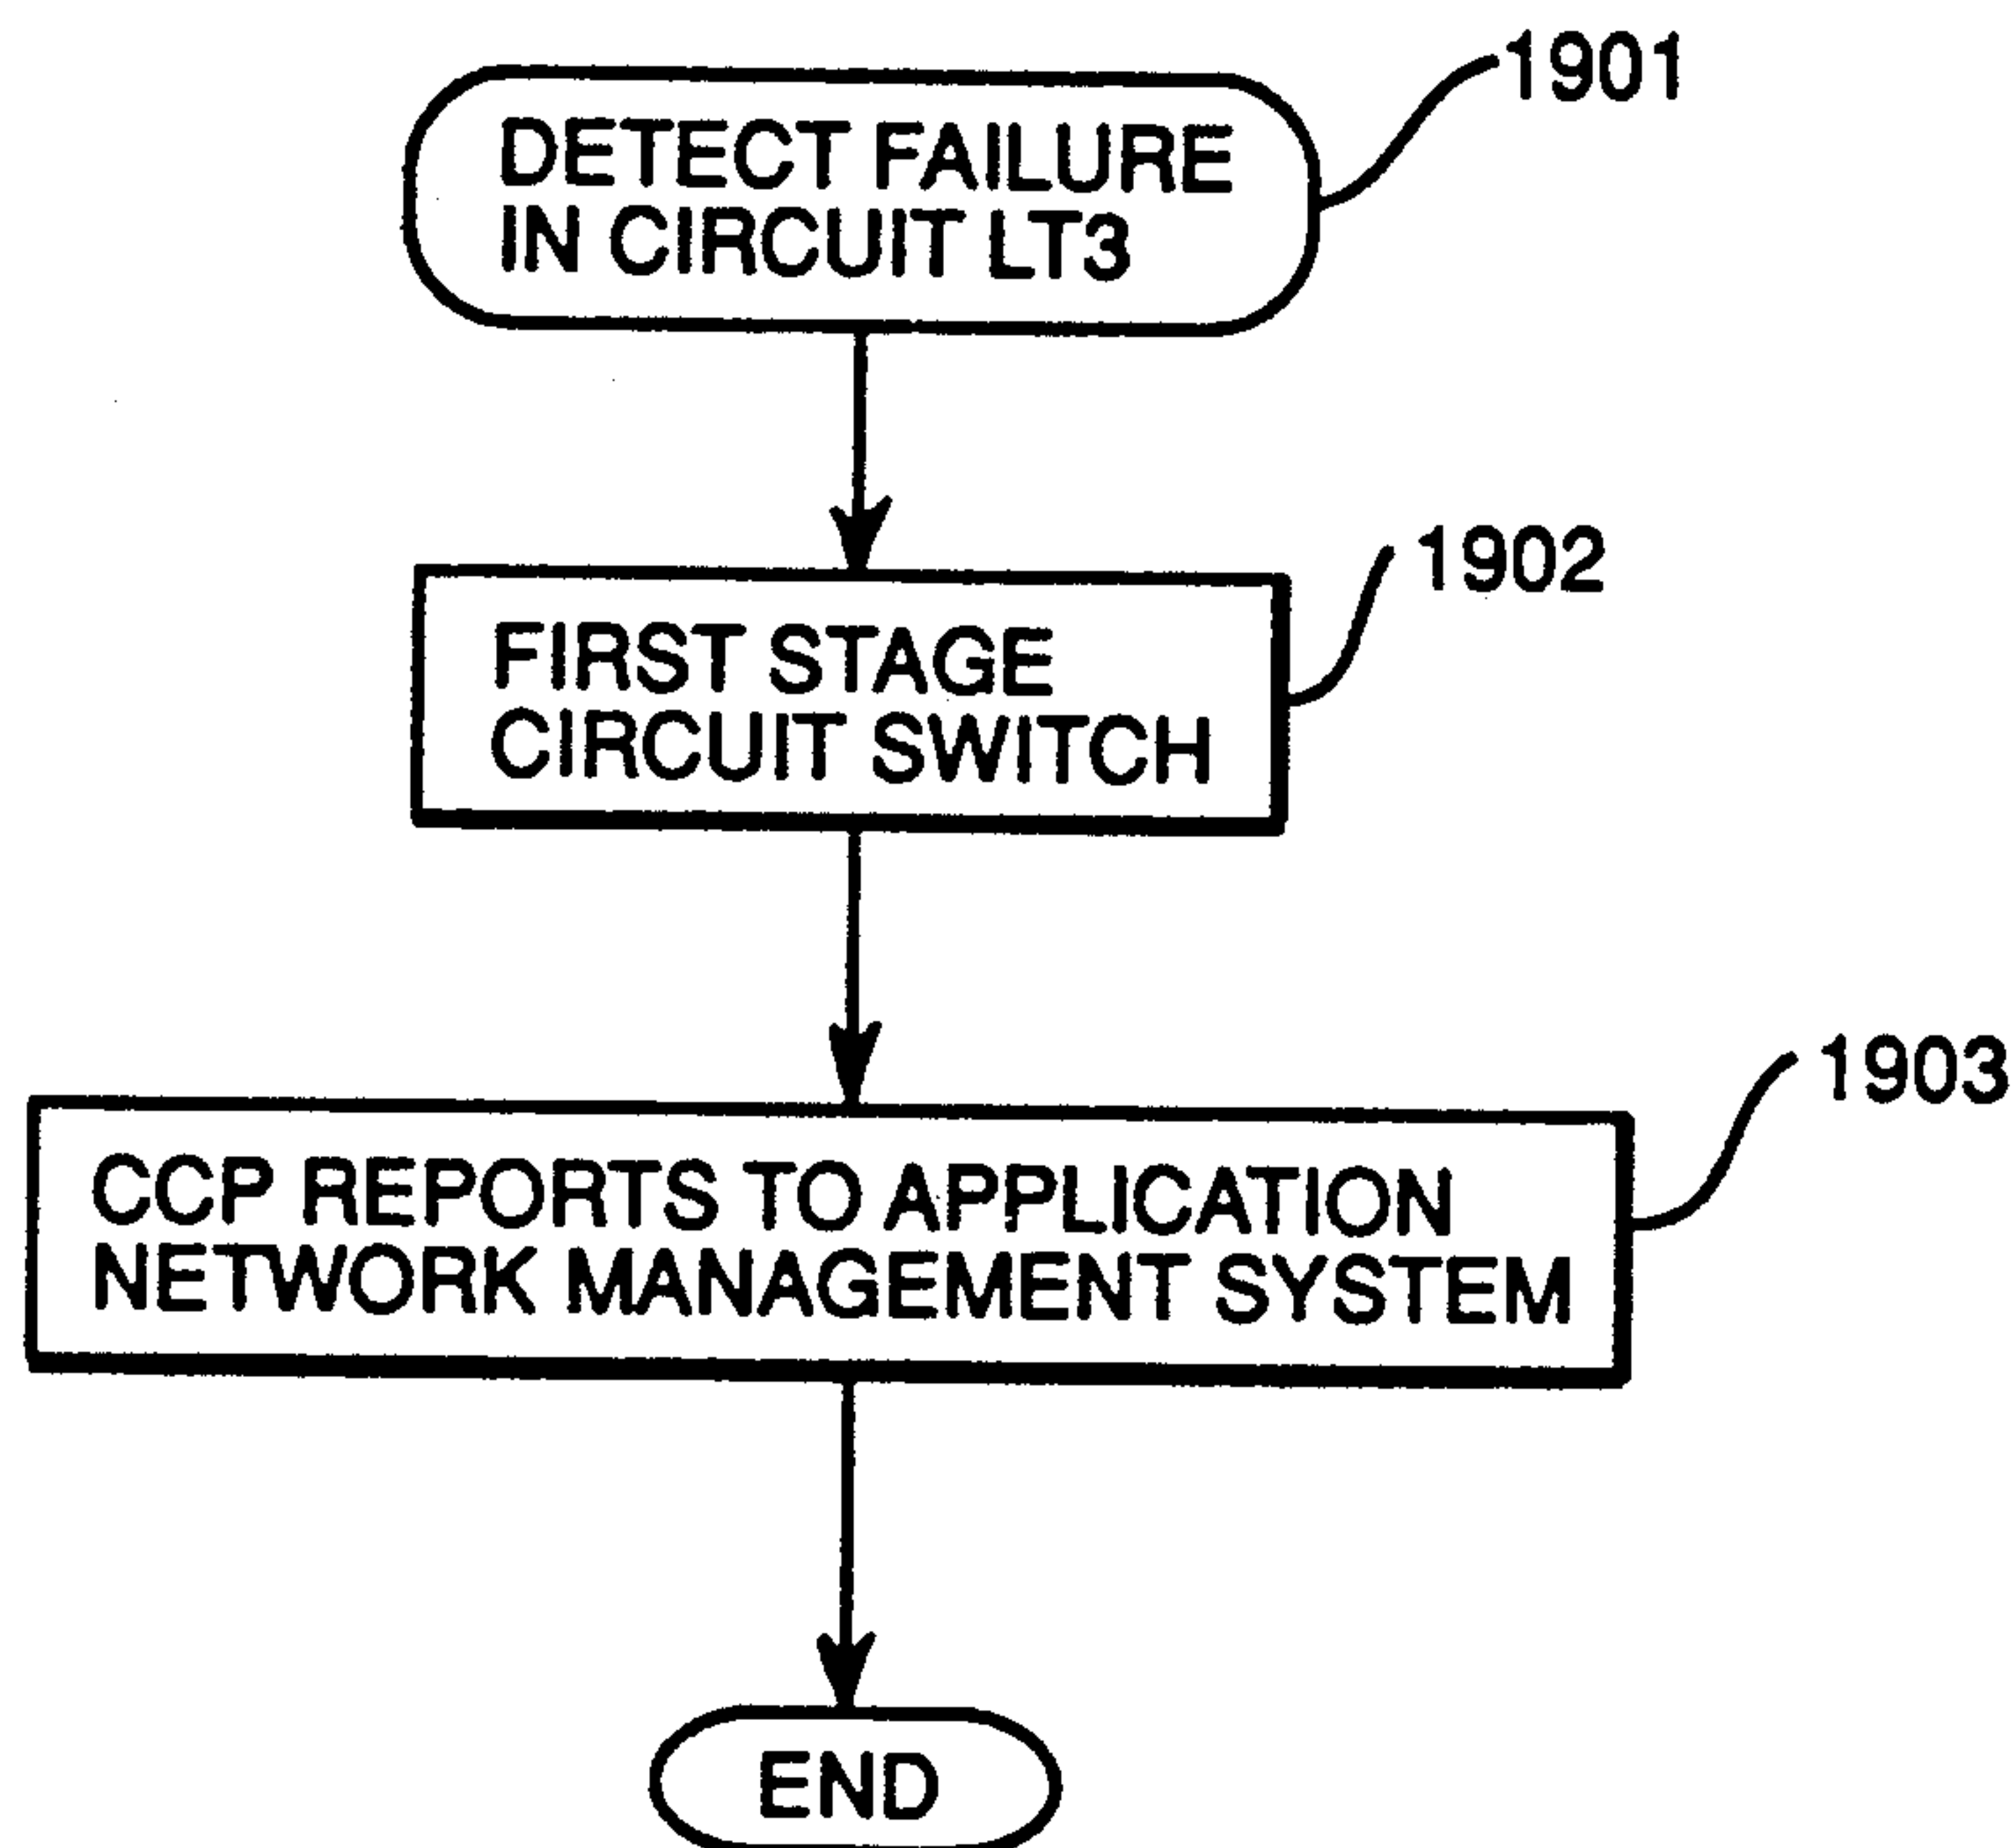 1901
DETECT FAILURE
IN CIRCUIT LT3
1902
FIRST STAGE
CIRCUIT SWITCH
1903
CCP REPORTS TO APPLICATION
NETWORK MANAGEMENT SYSTEM
END